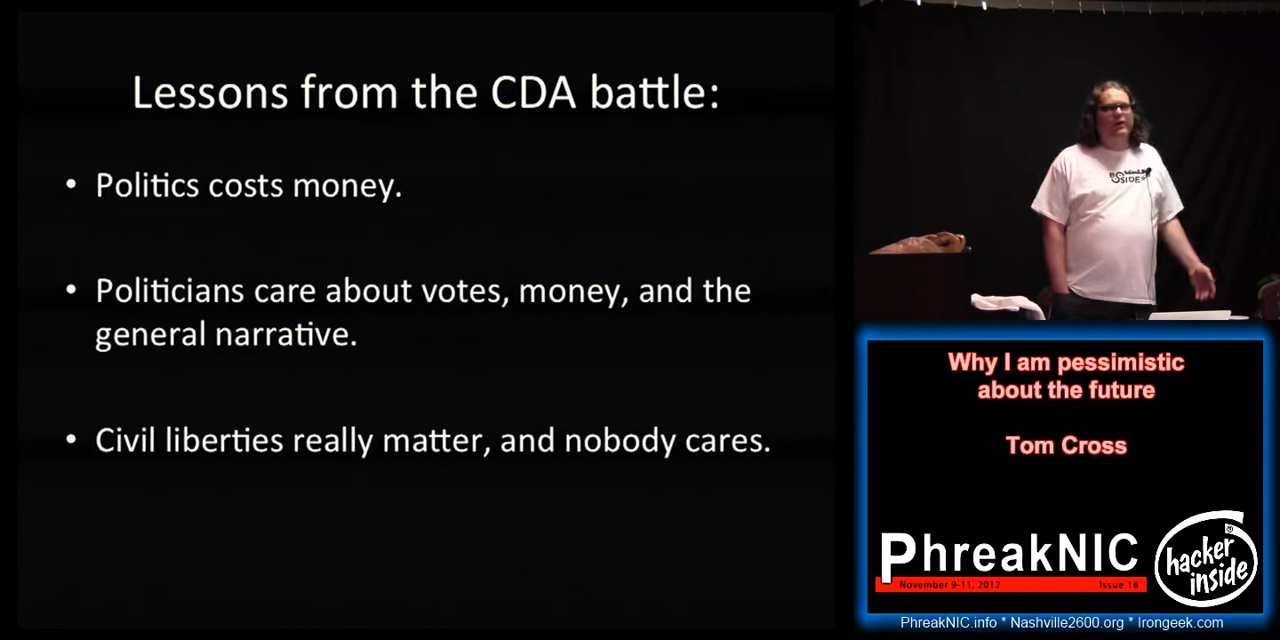 Lessons from the CDA battle:
• Politics costs money.
• Politicians care about votes, money, and the
general narrative.
• Civil liberties really matter, and nobody cares.
SIDES
Why I am pessimistic
about the future
Tom Cross
PhreakNIC
November 9-11, 2012 Issue 16
hacker
inside
PhreakNIC.info * Nashville2600.org * Irongeek.com